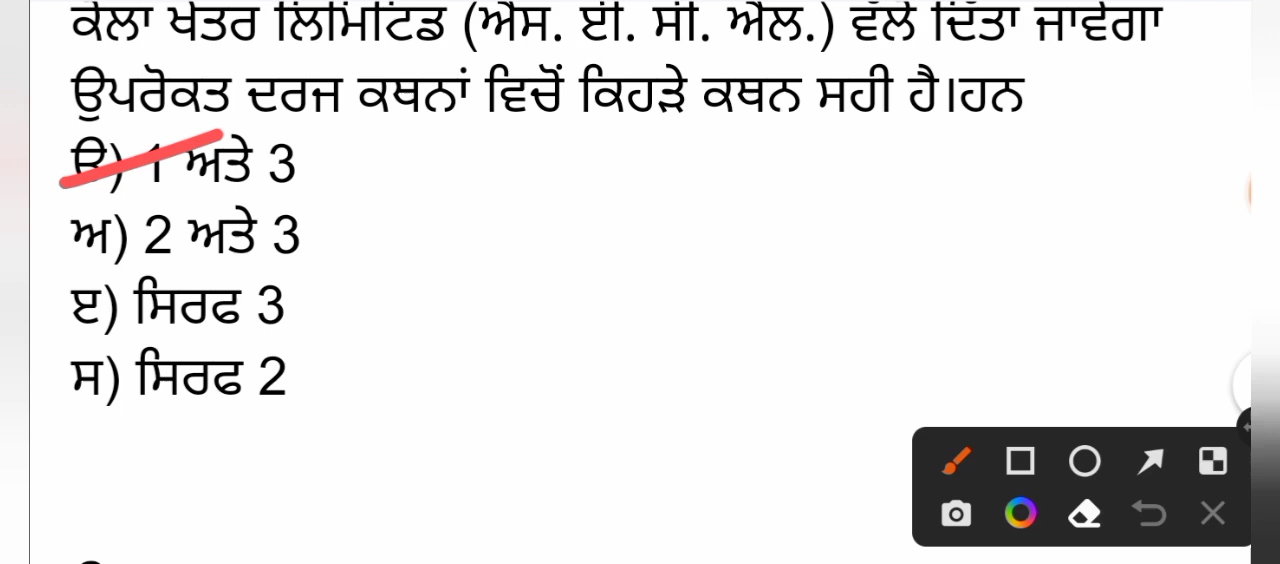 ਕੋਲਾ ਖੇਤਰ ਲਿਮਿਟਿਡ (ਐਸ. ਈ. ਸੀ. ਐਲ.) ਵੱਲੋਂ ਦਿੱਤਾ ਜਾਵੇਗਾ
ਉਪਰੋਕਤ ਦਰਜ ਕਥਨਾਂ ਵਿਚੋਂ ਕਿਹੜੇ ਕਥਨ ਸਹੀ ਹੈ।ਹਨ
ੳ) 1 ਅਤੇ 3
ਅ) 2 ਅਤੇ 3
ੲ) ਸਿਰਫ 3
ਸ) ਸਿਰਫ 2